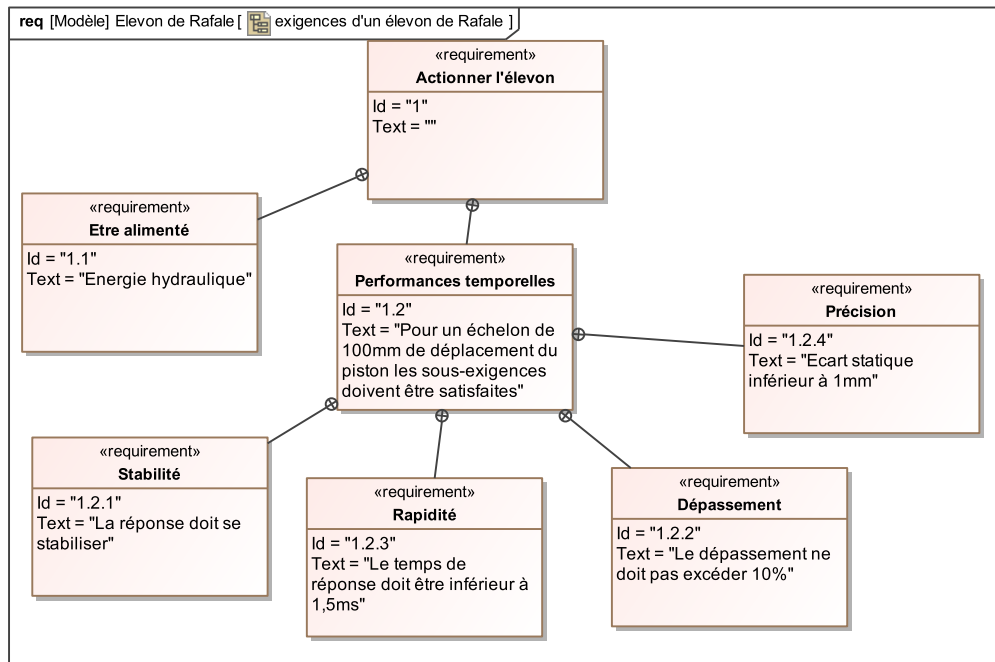 req [Modèle] Elevon de Rafale [ exigences d'un élevon de Rafale ]
«requirement»
Actionner l'élevon
Id = "1"
Text = ""
«requirement»
Etre alimenté
Id = "1.1"
Text = "Energie hydraulique"
«requirement»
Performances temporelles
Id = "1.2"
Text = "Pour un échelon de
100mm de déplacement du
piston les sous-exigences
doivent être satisfaites"
«requirement»
Précision
Id = "1.2.4"
Text = "Ecart statique
inférieur à 1mm"
«requirement»
Stabilité
Id = "1.2.1"
Text = "La réponse doit se
stabiliser"
«requirement»
Rapidité
Id = "1.2.3"
Text = "Le temps de
réponse doit être inférieur à
1,5ms"
«requirement»
Dépassement
Id = "1.2.2"
Text = "Le dépassement ne
doit pas excéder 10%"